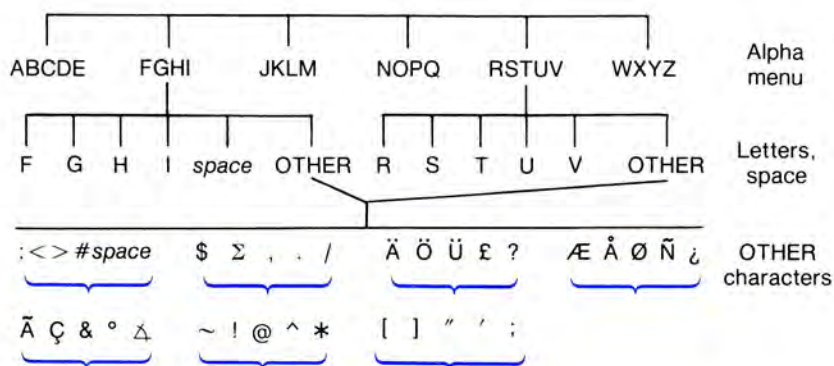 ABCDE FGHI JKLM NOPQ RSTUV WXYZ Alpha menu
F G H I space OTHER R S T U V OTHER Letters, space
: < > # space $ Σ , . / Ä Ö Ü £ ? Æ Å Ø Ñ ¿ OTHER characters
Ã Ç & ° ∡ ~ ! @ ^ * [ ] " ' ;